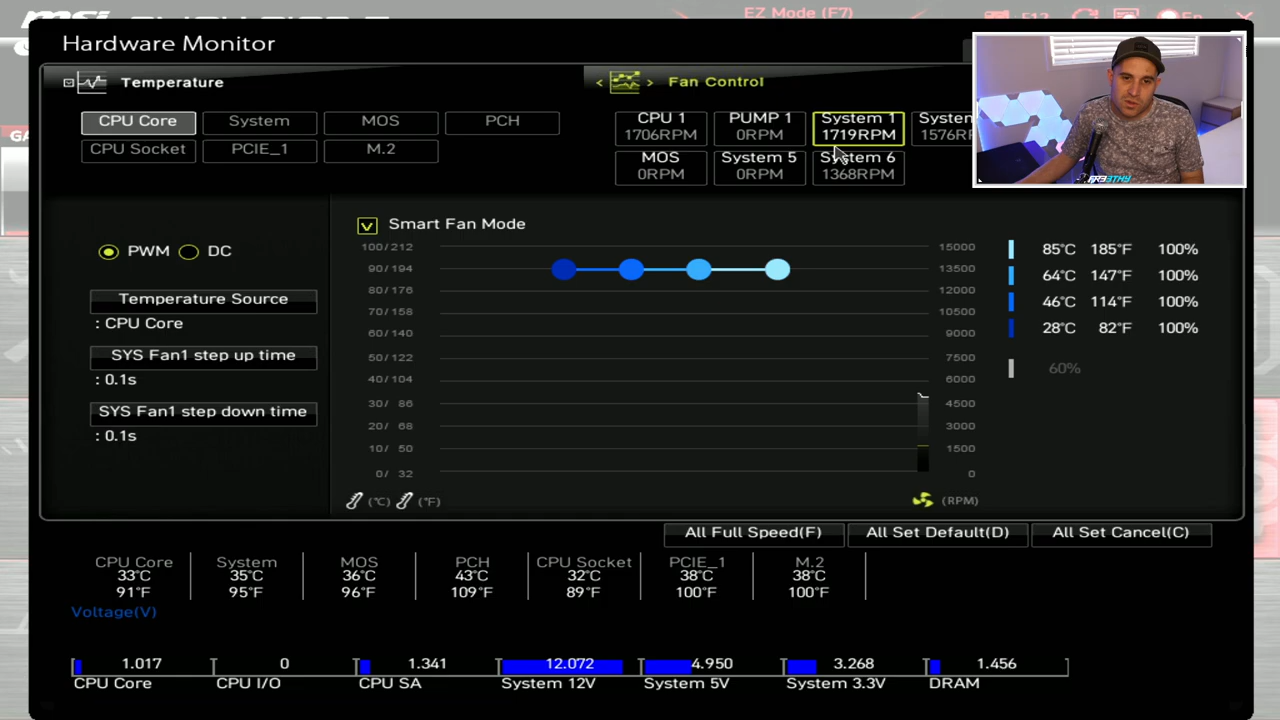 msi
EZ Mode (F7)
F12
En
Hardware Monitor
Temperature
< > Fan Control
CPU Core System MOS PCH
CPU Socket PCIE_1 M.2
CPU 1 PUMP 1 System 1 System
1706RPM 0RPM 1719RPM 1576RP
MOS System 5 System 6
0RPM 0RPM 1368RPM
GA
Smart Fan Mode
PWM DC
Temperature Source
: CPU Core
SYS Fan1 step up time
: 0.1s
SYS Fan1 step down time
: 0.1s
100/212 15000
90/194 13500
80/176 12000
70/158 10500
60/140 9000
50/122 7500
40/104 6000
30/ 86 4500
20/ 68 3000
10/ 50 1500
0/ 32 0
(°C) (°F) (RPM)
85°C 185°F 100%
64°C 147°F 100%
46°C 114°F 100%
28°C 82°F 100%
60%
All Full Speed(F) All Set Default(D) All Set Cancel(C)
CPU Core System MOS PCH CPU Socket PCIE_1 M.2
33°C 35°C 36°C 43°C 32°C 38°C 38°C
91°F 95°F 96°F 109°F 89°F 100°F 100°F
Voltage(V)
1.017 0 1.341 12.072 4.950 3.268 1.456
CPU Core CPU I/O CPU SA System 12V System 5V System 3.3V DRAM